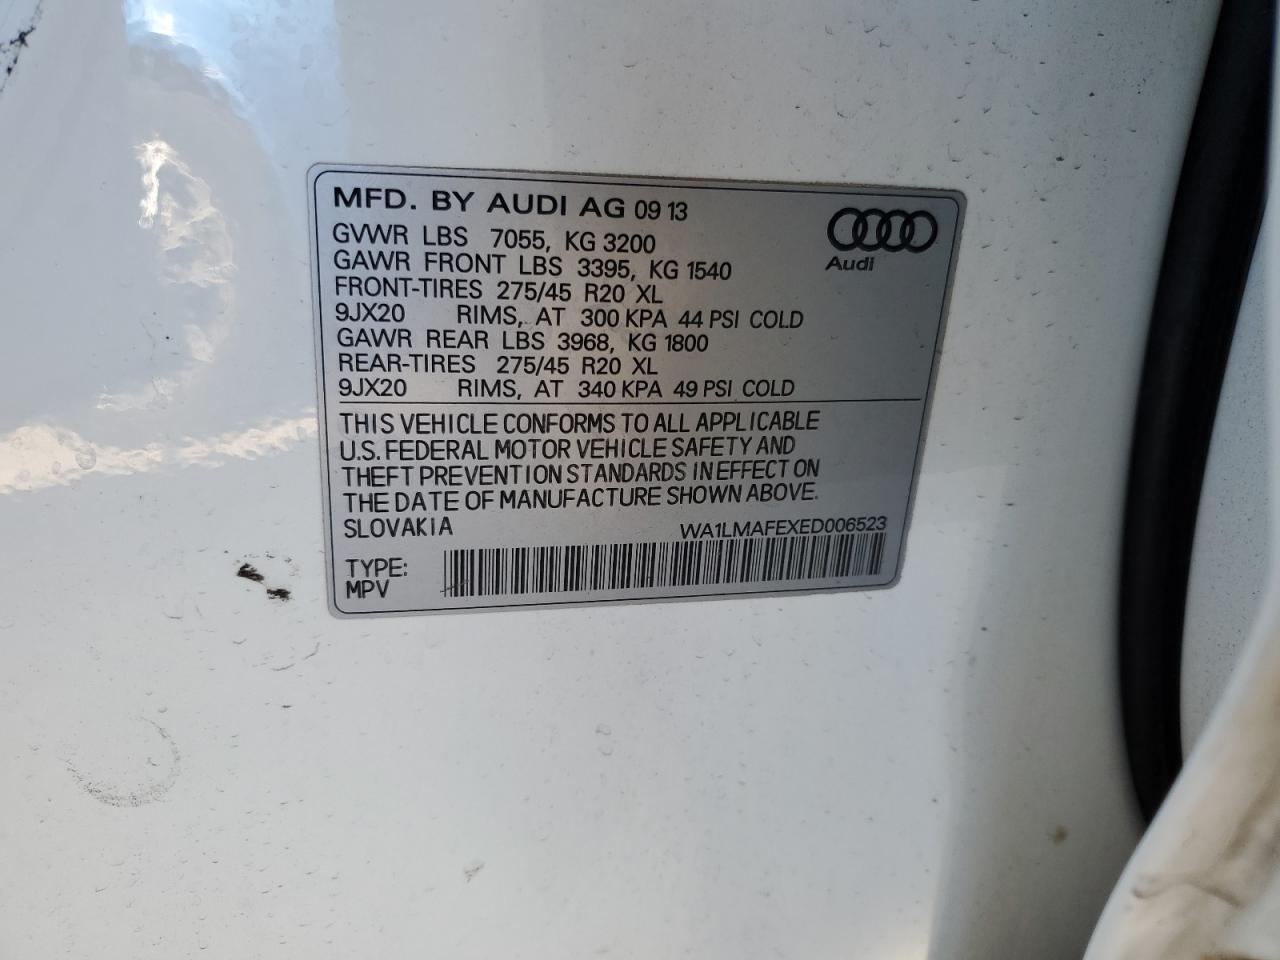 MFD. BY AUDI AG 09 13
GVWR LBS 7055, KG 3200
GAWR FRONT LBS 3395, KG 1540
FRONT-TIRES 275/45 R20 XL
9JX20 RIMS, AT 300 KPA 44 PSI COLD
GAWR REAR LBS 3968, KG 1800
REAR-TIRES 275/45 R20 XL
9JX20 RIMS, AT 340 KPA 49 PSI COLD
Audi
THIS VEHICLE CONFORMS TO ALL APPLICABLE
U.S. FEDERAL MOTOR VEHICLE SAFETY AND
THEFT PREVENTION STANDARDS IN EFFECT ON
THE DATE OF MANUFACTURE SHOWN ABOVE.
SLOVAKIA WA1LMAFEXED006523
TYPE:
MPV